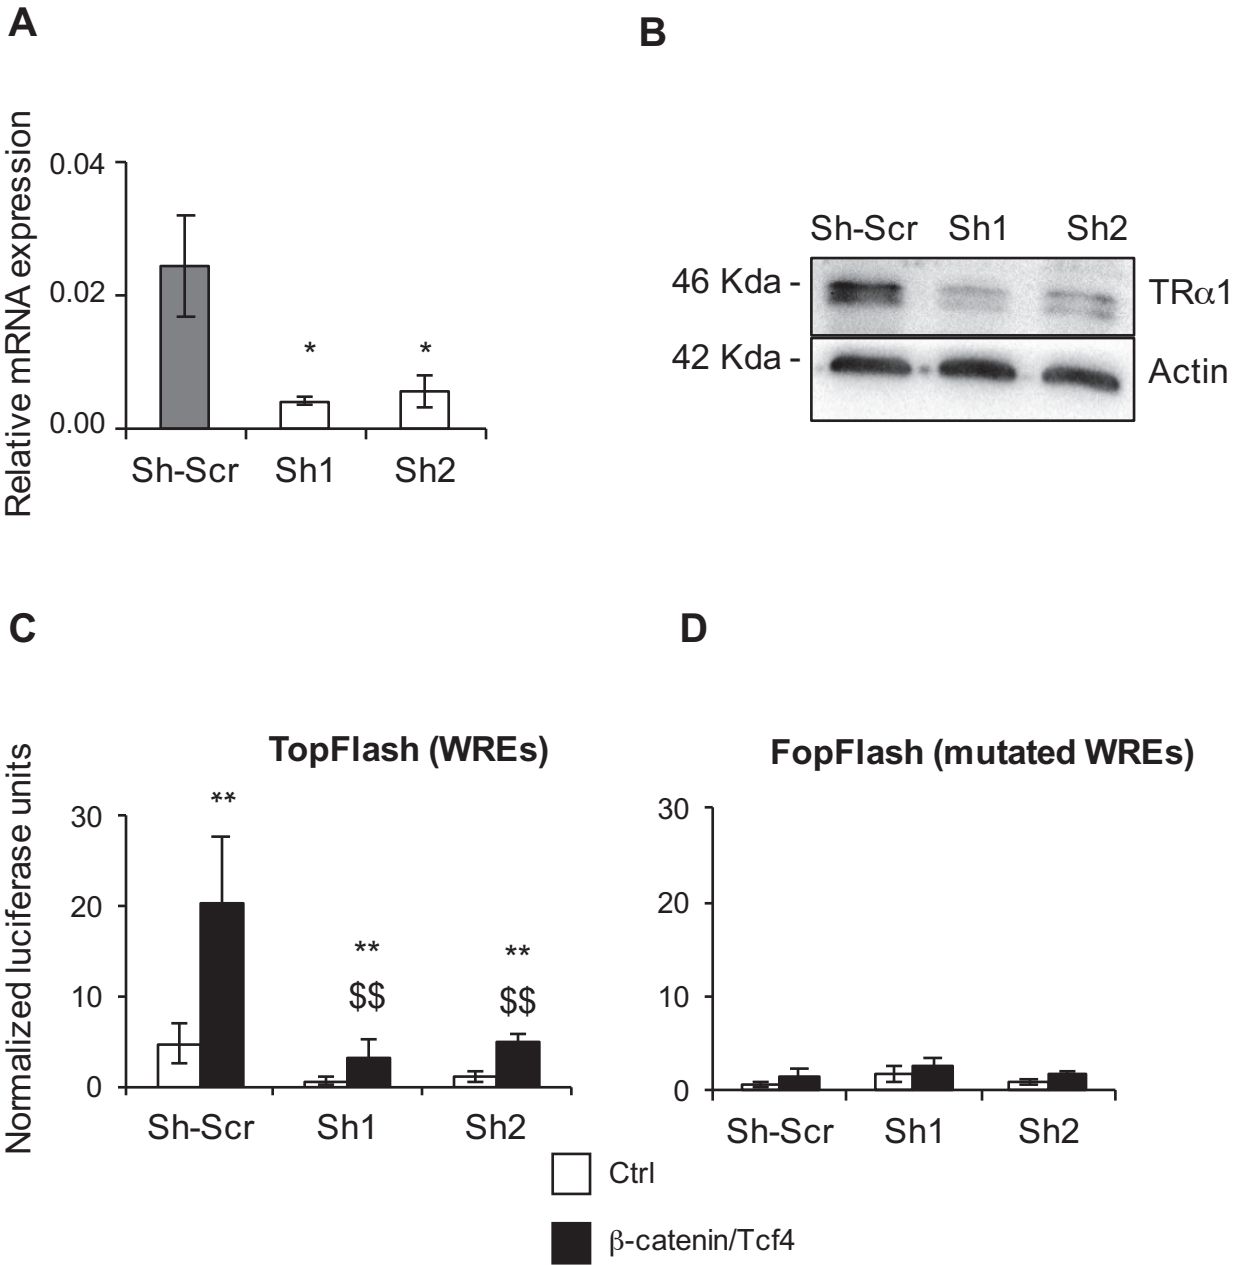 A
Relative mRNA expression
0.04
0.02
0.00
*
*
Sh-Scr Sh1 Sh2
B
Sh-Scr Sh1 Sh2
46 Kda -
TRα1
42 Kda -
Actin
C
TopFlash (WREs)
Normalized luciferase units
30
20
10
0
**
**
$$
**
$$
Sh-Scr Sh1 Sh2
D
FopFlash (mutated WREs)
30
20
10
0
Sh-Scr Sh1 Sh2
Ctrl
β-catenin/Tcf4